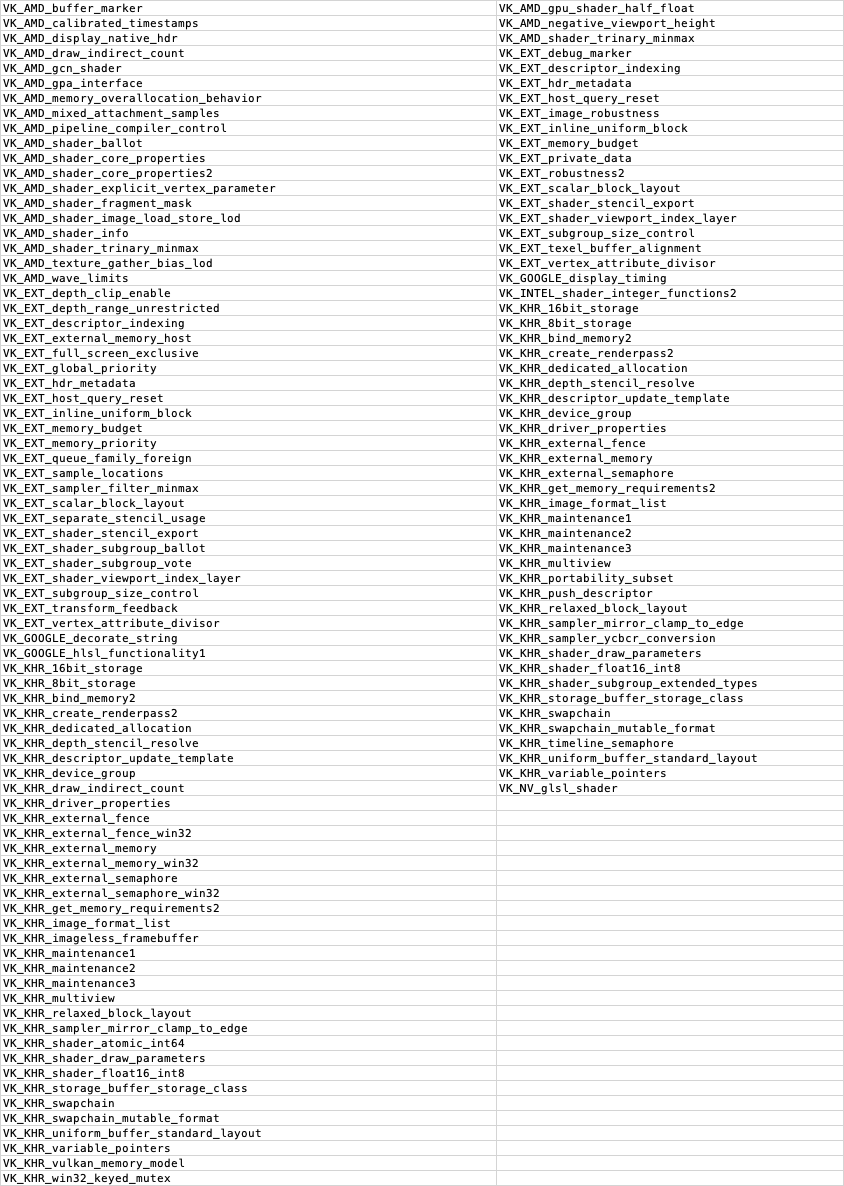 VK_AMD_buffer_marker VK_AMD_gpu_shader_half_float
VK_AMD_calibrated_timestamps VK_AMD_negative_viewport_height
VK_AMD_display_native_hdr VK_AMD_shader_trinary_minmax
VK_AMD_draw_indirect_count VK_EXT_debug_marker
VK_AMD_gcn_shader VK_EXT_descriptor_indexing
VK_AMD_gpa_interface VK_EXT_hdr_metadata
VK_AMD_memory_overallocation_behavior VK_EXT_host_query_reset
VK_AMD_mixed_attachment_samples VK_EXT_image_robustness
VK_AMD_pipeline_compiler_control VK_EXT_inline_uniform_block
VK_AMD_shader_ballot VK_EXT_memory_budget
VK_AMD_shader_core_properties VK_EXT_private_data
VK_AMD_shader_core_properties2 VK_EXT_robustness2
VK_AMD_shader_explicit_vertex_parameter VK_EXT_scalar_block_layout
VK_AMD_shader_fragment_mask VK_EXT_shader_stencil_export
VK_AMD_shader_image_load_store_lod VK_EXT_shader_viewport_index_layer
VK_AMD_shader_info VK_EXT_subgroup_size_control
VK_AMD_shader_trinary_minmax VK_EXT_texel_buffer_alignment
VK_AMD_texture_gather_bias_lod VK_EXT_vertex_attribute_divisor
VK_AMD_wave_limits VK_GOOGLE_display_timing
VK_EXT_depth_clip_enable VK_INTEL_shader_integer_functions2
VK_EXT_depth_range_unrestricted VK_KHR_16bit_storage
VK_EXT_descriptor_indexing VK_KHR_8bit_storage
VK_EXT_external_memory_host VK_KHR_bind_memory2
VK_EXT_full_screen_exclusive VK_KHR_create_renderpass2
VK_EXT_global_priority VK_KHR_dedicated_allocation
VK_EXT_hdr_metadata VK_KHR_depth_stencil_resolve
VK_EXT_host_query_reset VK_KHR_descriptor_update_template
VK_EXT_inline_uniform_block VK_KHR_device_group
VK_EXT_memory_budget VK_KHR_driver_properties
VK_EXT_memory_priority VK_KHR_external_fence
VK_EXT_queue_family_foreign VK_KHR_external_memory
VK_EXT_sample_locations VK_KHR_external_semaphore
VK_EXT_sampler_filter_minmax VK_KHR_get_memory_requirements2
VK_EXT_scalar_block_layout VK_KHR_image_format_list
VK_EXT_separate_stencil_usage VK_KHR_maintenance1
VK_EXT_shader_stencil_export VK_KHR_maintenance2
VK_EXT_shader_subgroup_ballot VK_KHR_maintenance3
VK_EXT_shader_subgroup_vote VK_KHR_multiview
VK_EXT_shader_viewport_index_layer VK_KHR_portability_subset
VK_EXT_subgroup_size_control VK_KHR_push_descriptor
VK_EXT_transform_feedback VK_KHR_relaxed_block_layout
VK_EXT_vertex_attribute_divisor VK_KHR_sampler_mirror_clamp_to_edge
VK_GOOGLE_decorate_string VK_KHR_sampler_ycbcr_conversion
VK_GOOGLE_hlsl_functionality1 VK_KHR_shader_draw_parameters
VK_KHR_16bit_storage VK_KHR_shader_float16_int8
VK_KHR_8bit_storage VK_KHR_shader_subgroup_extended_types
VK_KHR_bind_memory2 VK_KHR_storage_buffer_storage_class
VK_KHR_create_renderpass2 VK_KHR_swapchain
VK_KHR_dedicated_allocation VK_KHR_swapchain_mutable_format
VK_KHR_depth_stencil_resolve VK_KHR_timeline_semaphore
VK_KHR_descriptor_update_template VK_KHR_uniform_buffer_standard_layout
VK_KHR_device_group VK_KHR_variable_pointers
VK_KHR_draw_indirect_count VK_NV_glsl_shader
VK_KHR_driver_properties
VK_KHR_external_fence
VK_KHR_external_fence_win32
VK_KHR_external_memory
VK_KHR_external_memory_win32
VK_KHR_external_semaphore
VK_KHR_external_semaphore_win32
VK_KHR_get_memory_requirements2
VK_KHR_image_format_list
VK_KHR_imageless_framebuffer
VK_KHR_maintenance1
VK_KHR_maintenance2
VK_KHR_maintenance3
VK_KHR_multiview
VK_KHR_relaxed_block_layout
VK_KHR_sampler_mirror_clamp_to_edge
VK_KHR_shader_atomic_int64
VK_KHR_shader_draw_parameters
VK_KHR_shader_float16_int8
VK_KHR_storage_buffer_storage_class
VK_KHR_swapchain
VK_KHR_swapchain_mutable_format
VK_KHR_uniform_buffer_standard_layout
VK_KHR_variable_pointers
VK_KHR_vulkan_memory_model
VK_KHR_win32_keyed_mutex